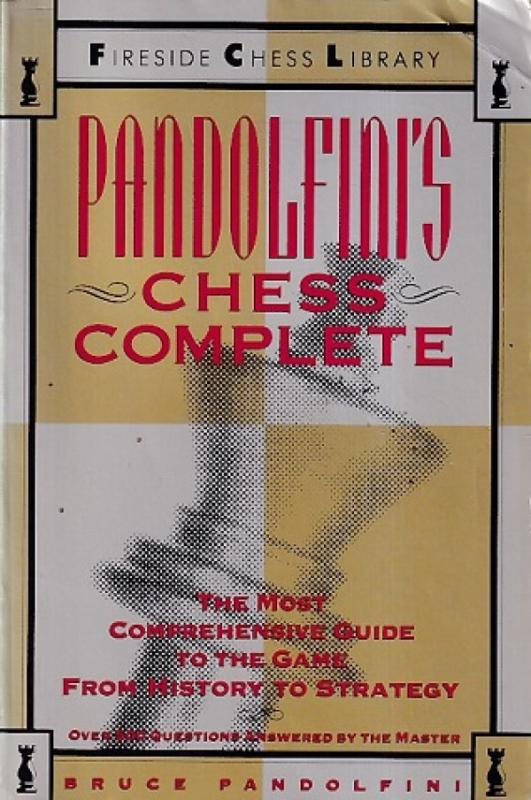 FIRESIDE CHESS LIBRARY
PANDOLFINI'S
CHESS
COMPLETE
THE MOST
COMPREHENSIVE GUIDE
TO THE GAME
FROM HISTORY TO STRATEGY
OVER QUESTIONS ANSWERED BY THE MASTER
BRUCE PANDOLFINI